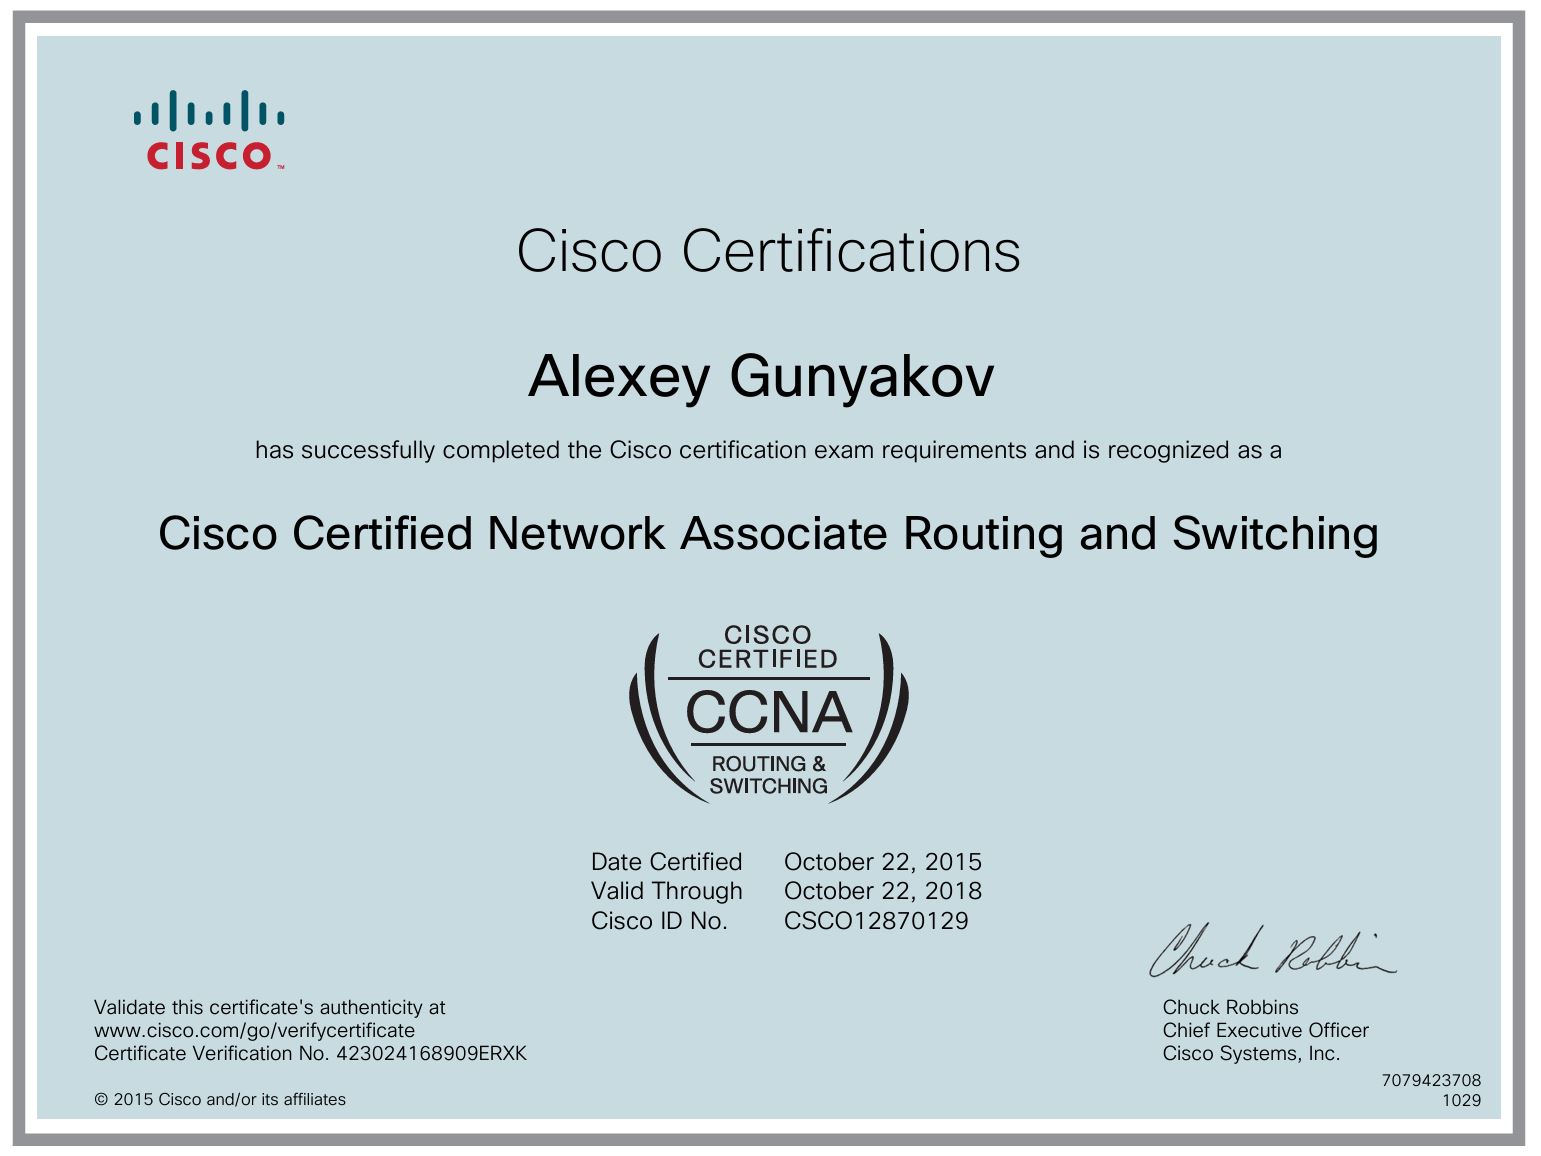 CISCO™
Cisco Certifications
Alexey Gunyakov
has successfully completed the Cisco certification exam requirements and is recognized as a
Cisco Certified Network Associate Routing and Switching
CISCO
CERTIFIED
CCNA
ROUTING &
SWITCHING
Date Certified October 22, 2015
Valid Through October 22, 2018
Cisco ID No. CSCO12870129
Chuck Robbins
Validate this certificate's authenticity at
www.cisco.com/go/verifycertificate
Certificate Verification No. 423024168909ERXK
© 2015 Cisco and/or its affiliates
Chuck Robbins
Chief Executive Officer
Cisco Systems, Inc.
7079423708
1029